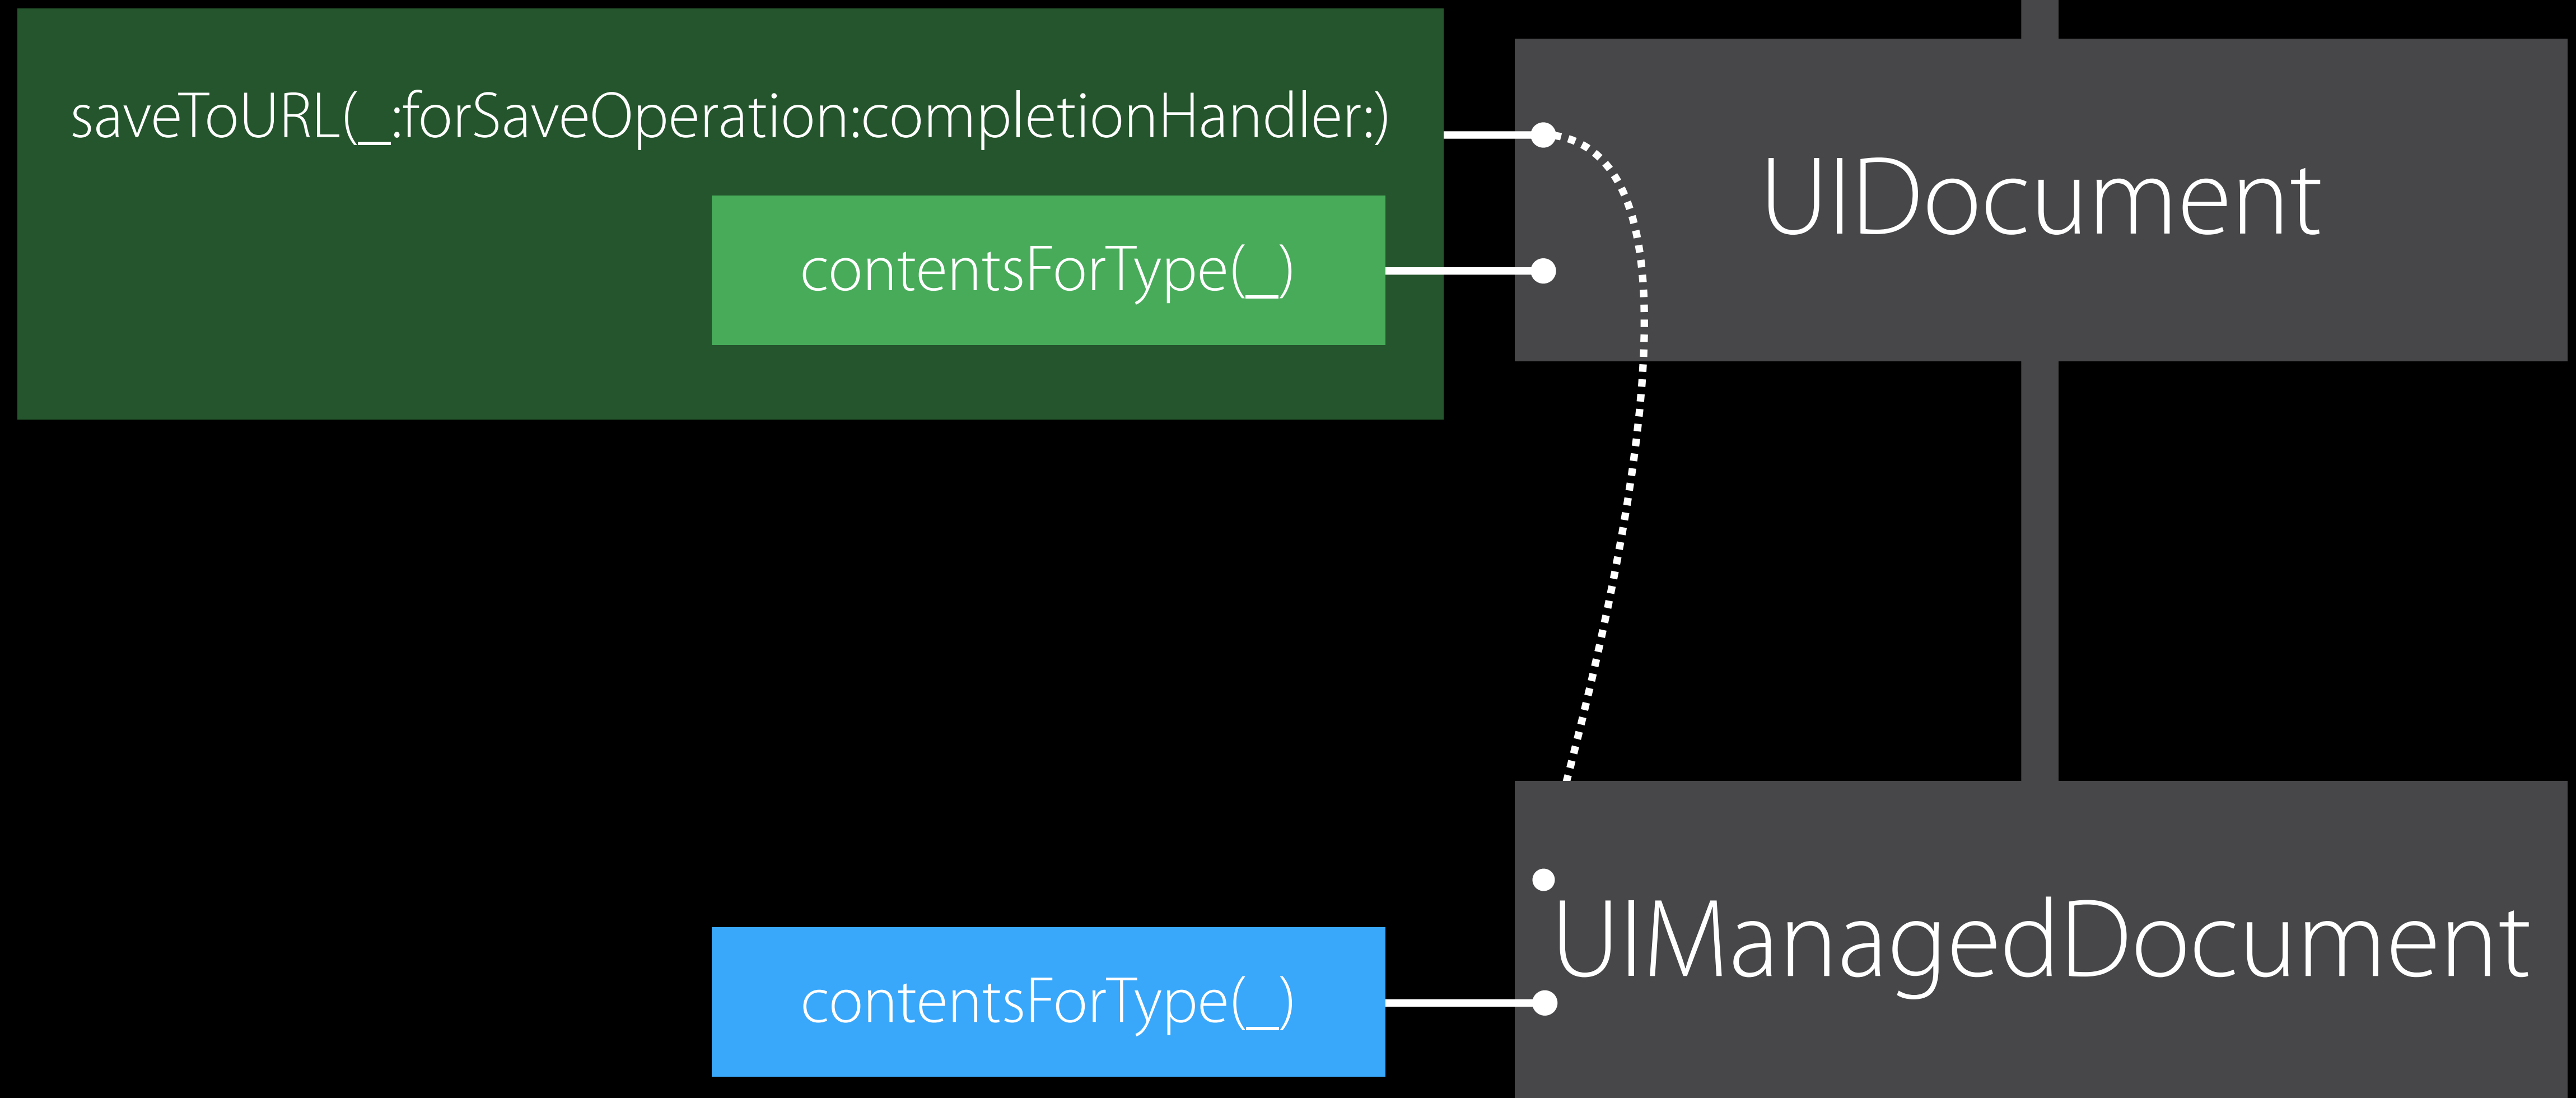 saveToURL(_:forSaveOperation:completionHandler:)
UIDocument
contentsForType(_)
UIManagedDocument
contentsForType(_)